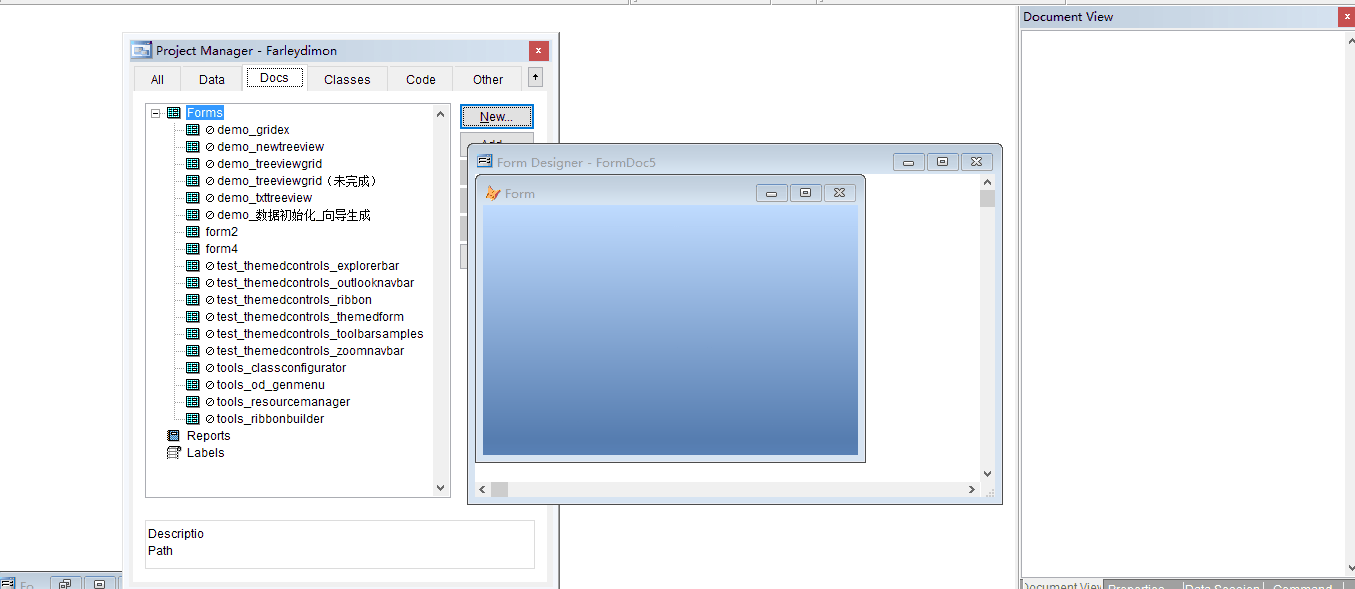 Document View
Project Manager - Farleydimon
All Data Docs Classes Code Other
Forms
New...
demo_gridex
Add...
demo_newtreeview
demo_treeviewgrid
Form Designer - FormDoc5
demo_treeviewgrid（未完成）
demo_txttreeview
Form
demo_数据初始化_向导生成
form2
form4
test_themedcontrols_explorerbar
test_themedcontrols_outlooknavbar
test_themedcontrols_ribbon
test_themedcontrols_themedform
test_themedcontrols_toolbarsamples
test_themedcontrols_zoomnavbar
tools_classconfigurator
tools_od_genmenu
tools_resourcemanager
tools_ribbonbuilder
Reports
Labels
Descriptio
Path
Fo
Document View Properties Data Session Command